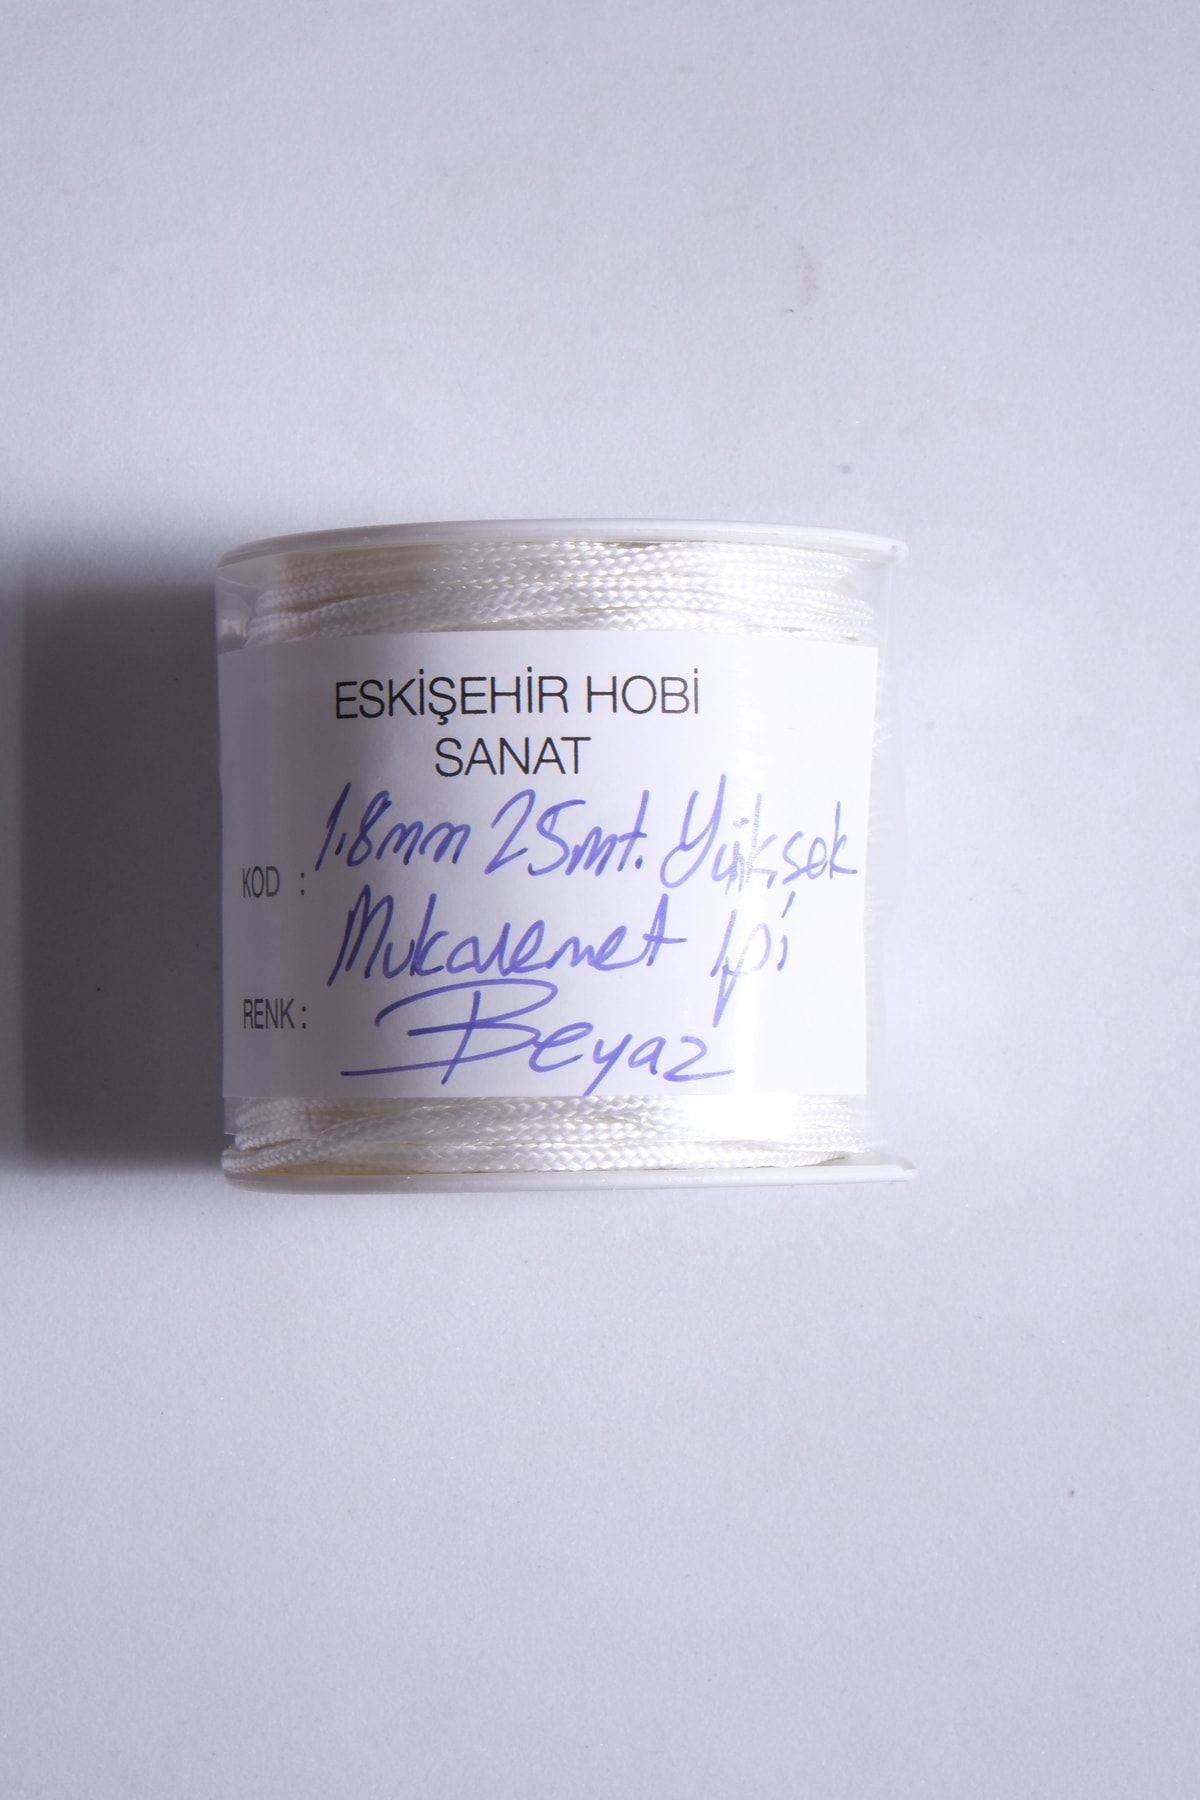 ESKİŞEHİR HOBİ
SANAT
KOD : 1.8mm 25mt. Yüksek
Mukavemet İpi
RENK : Beyaz